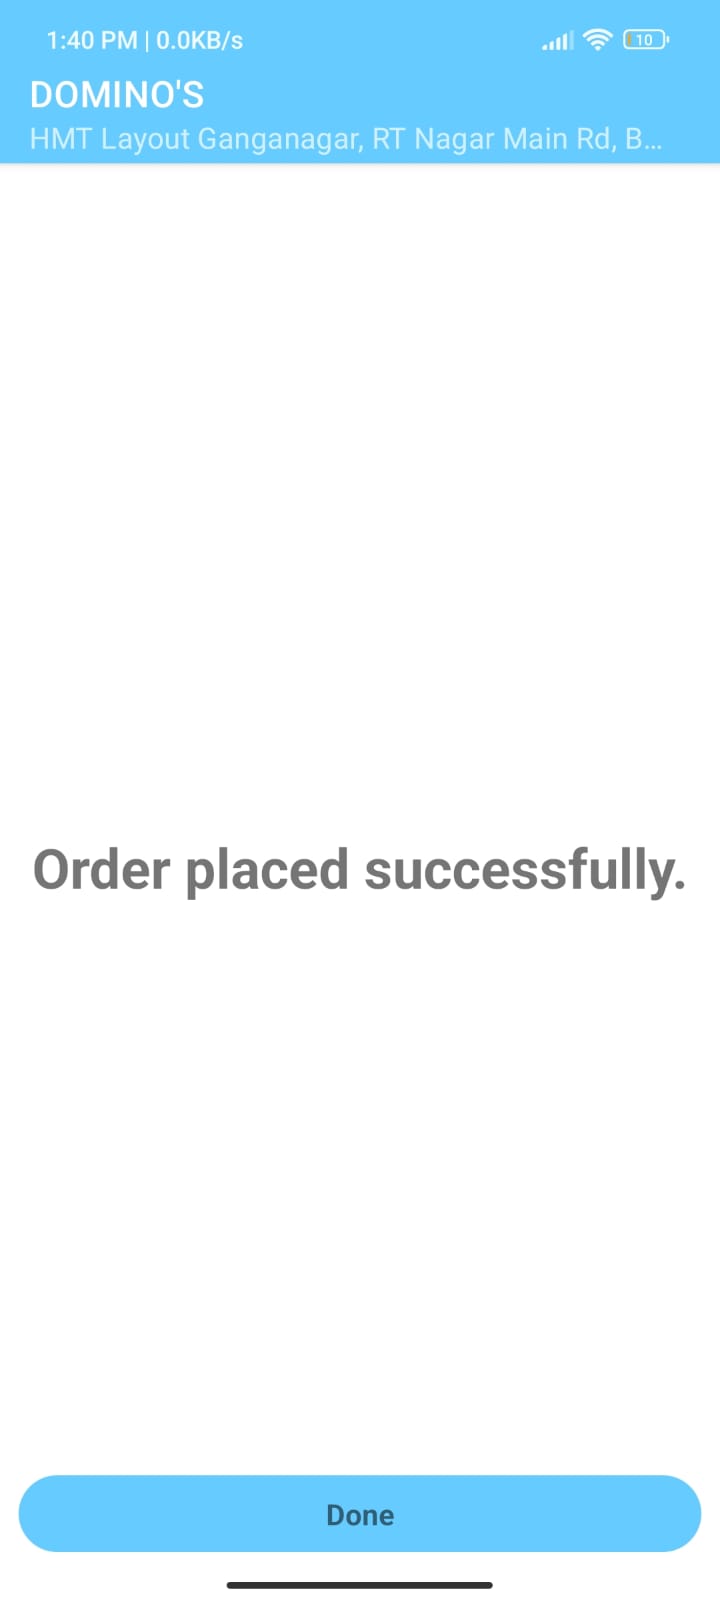 1:40 PM | 0.0KB/s 10
DOMINO'S
HMT Layout Ganganagar, RT Nagar Main Rd, B...
Order placed successfully.
Done